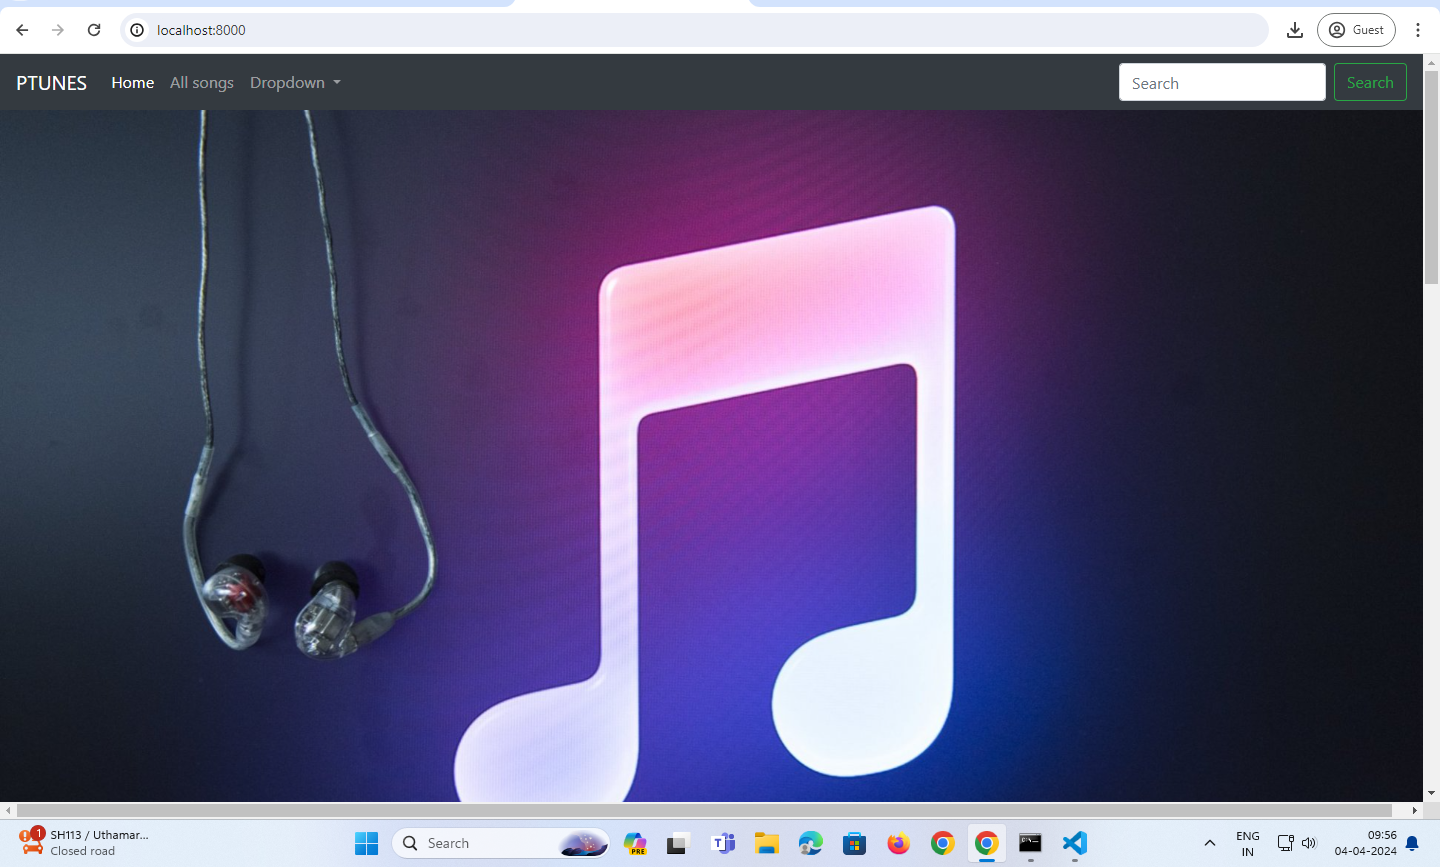 localhost:8000
Guest
PTUNES Home All songs Dropdown
Search Search
1 SH113 / Uthamar...
Closed road
Search
PRE
T
ENG
IN
09:56
04-04-2024